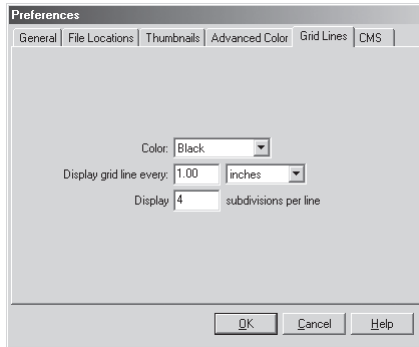 Preferences
General File Locations Thumbnails Advanced Color Grid Lines CMS
Color: Black
Display grid line every: 1.00 inches
Display 4 subdivisions per line
OK Cancel Help